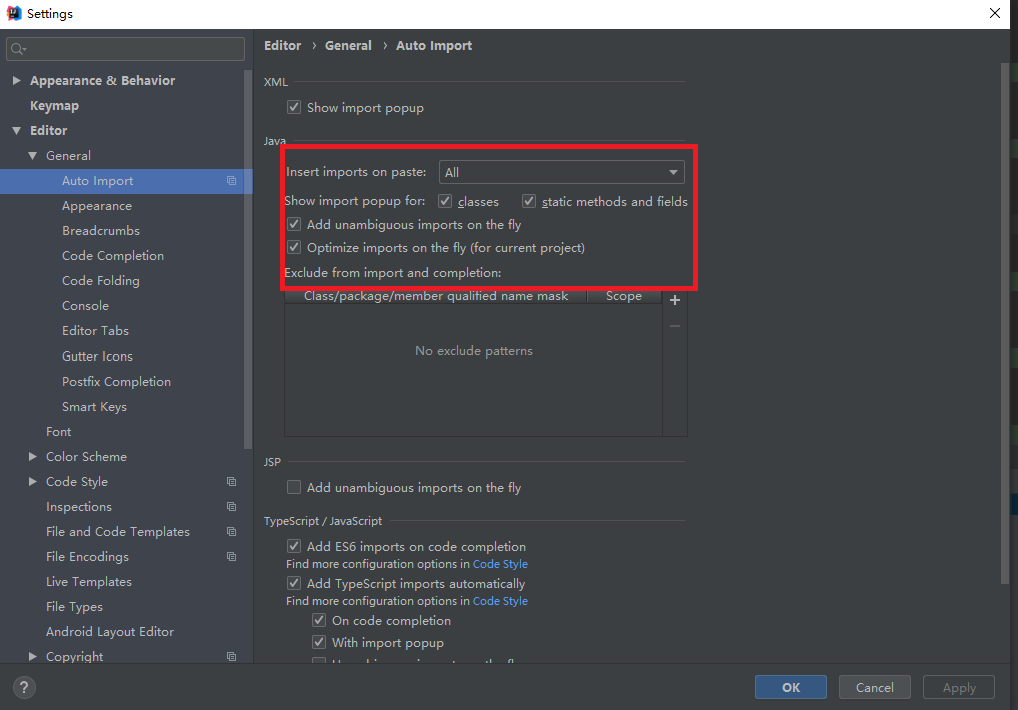 Settings
Editor › General › Auto Import
Appearance & Behavior
Keymap
Editor
General
Auto Import
Appearance
Breadcrumbs
Code Completion
Code Folding
Console
Editor Tabs
Gutter Icons
Postfix Completion
Smart Keys
Font
Color Scheme
Code Style
Inspections
File and Code Templates
File Encodings
Live Templates
File Types
Android Layout Editor
Copyright
XML
Show import popup
Java
Insert imports on paste: All
Show import popup for: classes static methods and fields
Add unambiguous imports on the fly
Optimize imports on the fly (for current project)
Exclude from import and completion:
Class/package/member qualified name mask Scope
No exclude patterns
JSP
Add unambiguous imports on the fly
TypeScript / JavaScript
Add ES6 imports on code completion
Find more configuration options in Code Style
Add TypeScript imports automatically
Find more configuration options in Code Style
On code completion
With import popup
? OK Cancel Apply